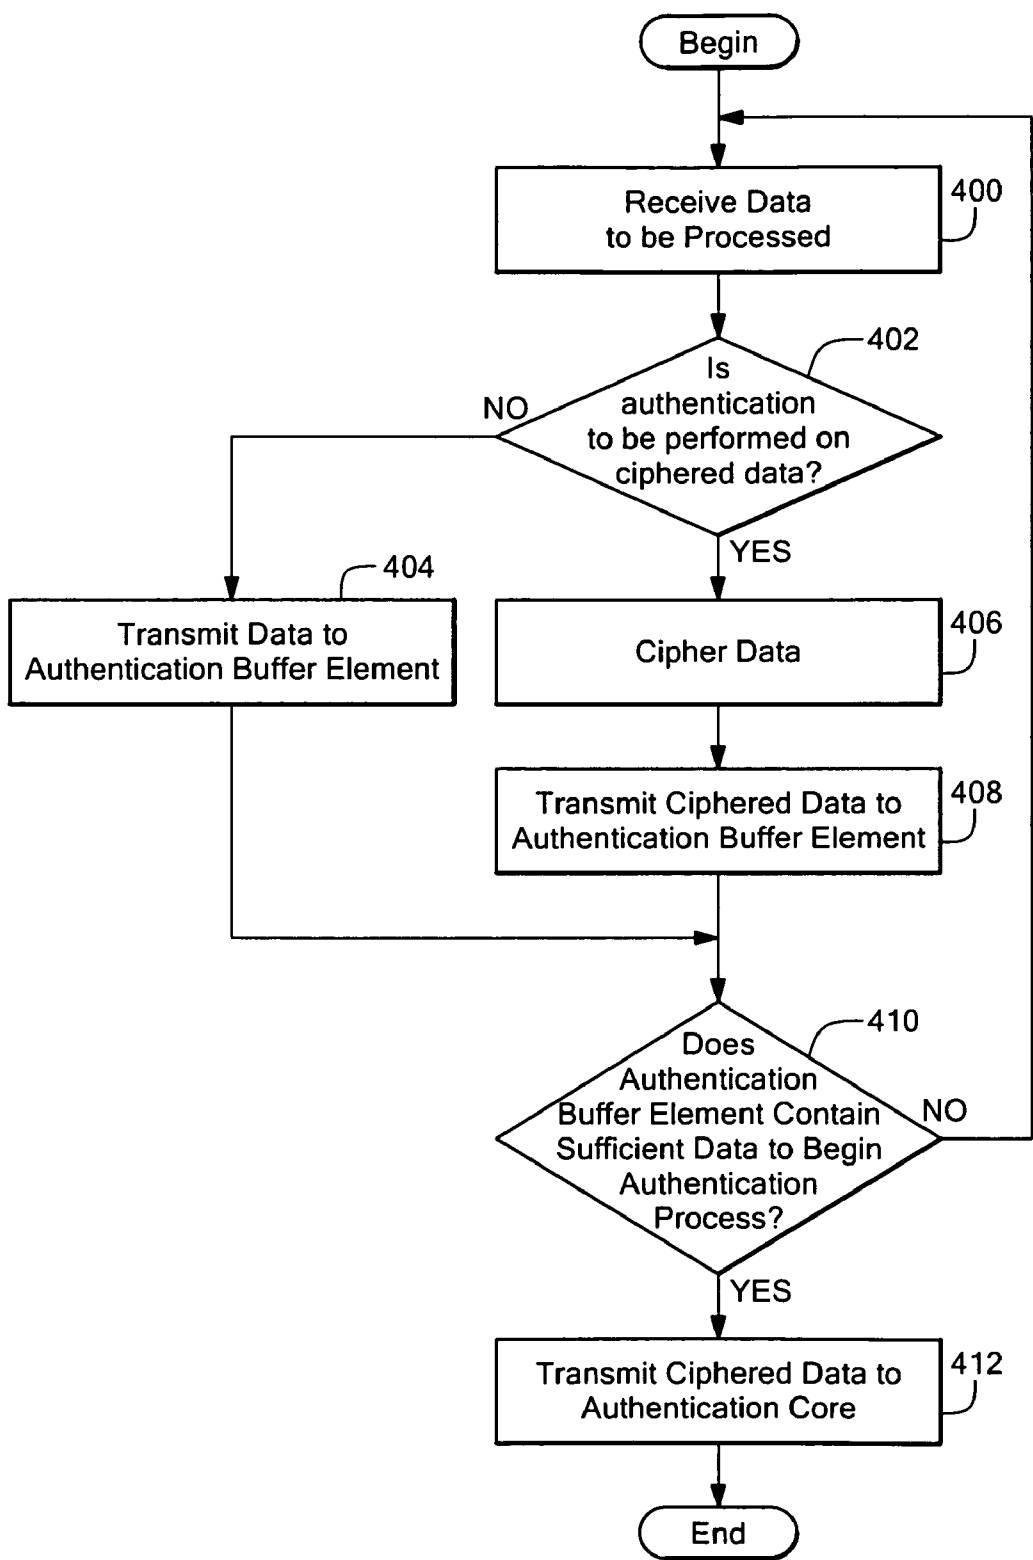 Begin
Receive Data
to be Processed
400
Is
authentication
to be performed on
ciphered data?
402
NO
YES
Transmit Data to
Authentication Buffer Element
404
Cipher Data
406
Transmit Ciphered Data to
Authentication Buffer Element
408
Does
Authentication
Buffer Element Contain
Sufficient Data to Begin
Authentication
Process?
410
NO
YES
Transmit Ciphered Data to
Authentication Core
412
End